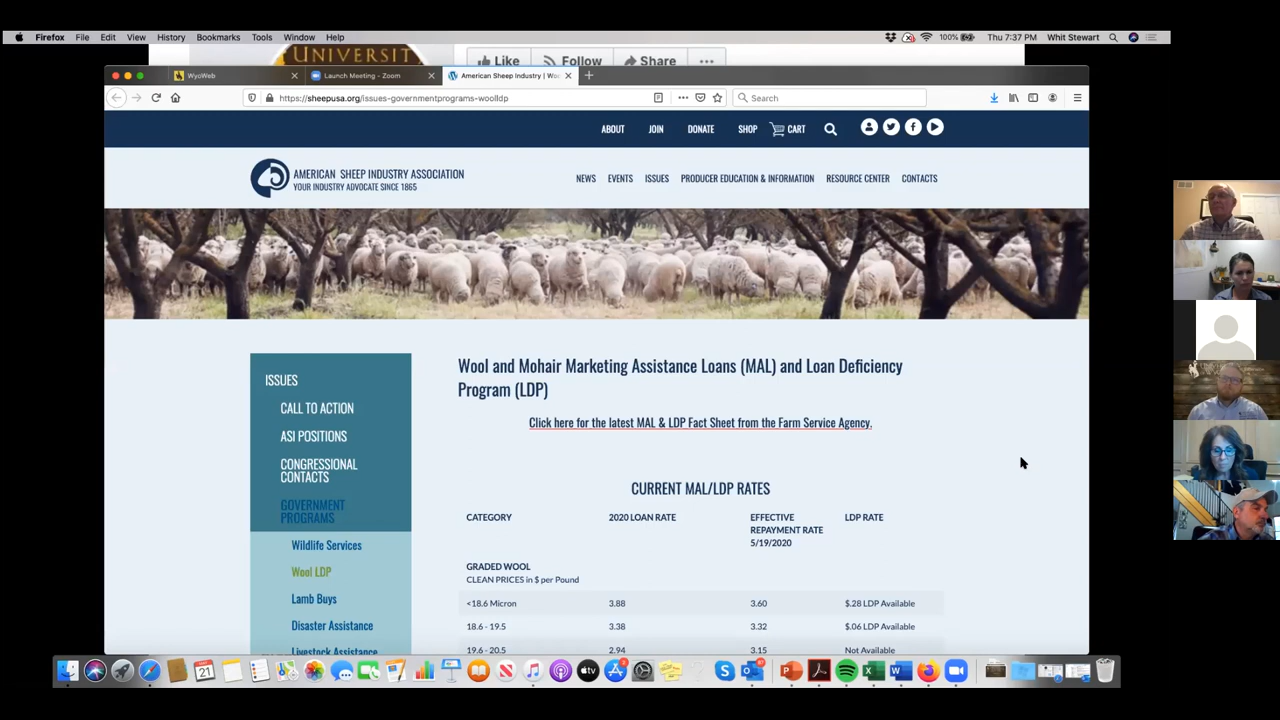 Firefox File Edit View History Bookmarks Tools Window Help 100% Thu 7:37 PM Whit Stewart
UNIVERSIT
Like Follow Share ...
WyoWeb Launch Meeting - Zoom American Sheep Industry | Wo
https://sheepusa.org/issues-governmentprograms-woolldp Search
ABOUT JOIN DONATE SHOP CART
AMERICAN SHEEP INDUSTRY ASSOCIATION
YOUR INDUSTRY ADVOCATE SINCE 1865
NEWS EVENTS ISSUES PRODUCER EDUCATION & INFORMATION RESOURCE CENTER CONTACTS
ISSUES
CALL TO ACTION
ASI POSITIONS
CONGRESSIONAL
CONTACTS
GOVERNMENT
PROGRAMS
Wildlife Services
Wool LDP
Lamb Buys
Disaster Assistance
Livestock Assistance
Wool and Mohair Marketing Assistance Loans (MAL) and Loan Deficiency
Program (LDP)
Click here for the latest MAL & LDP Fact Sheet from the Farm Service Agency.
CURRENT MAL/LDP RATES
CATEGORY 2020 LOAN RATE EFFECTIVE LDP RATE
REPAYMENT RATE
5/19/2020
GRADED WOOL
CLEAN PRICES in $ per Pound
<18.6 Micron 3.88 3.60 $.28 LDP Available
18.6 - 19.5 3.38 3.32 $.06 LDP Available
19.6 - 20.5 2.94 3.15 Not Available
MAY
21